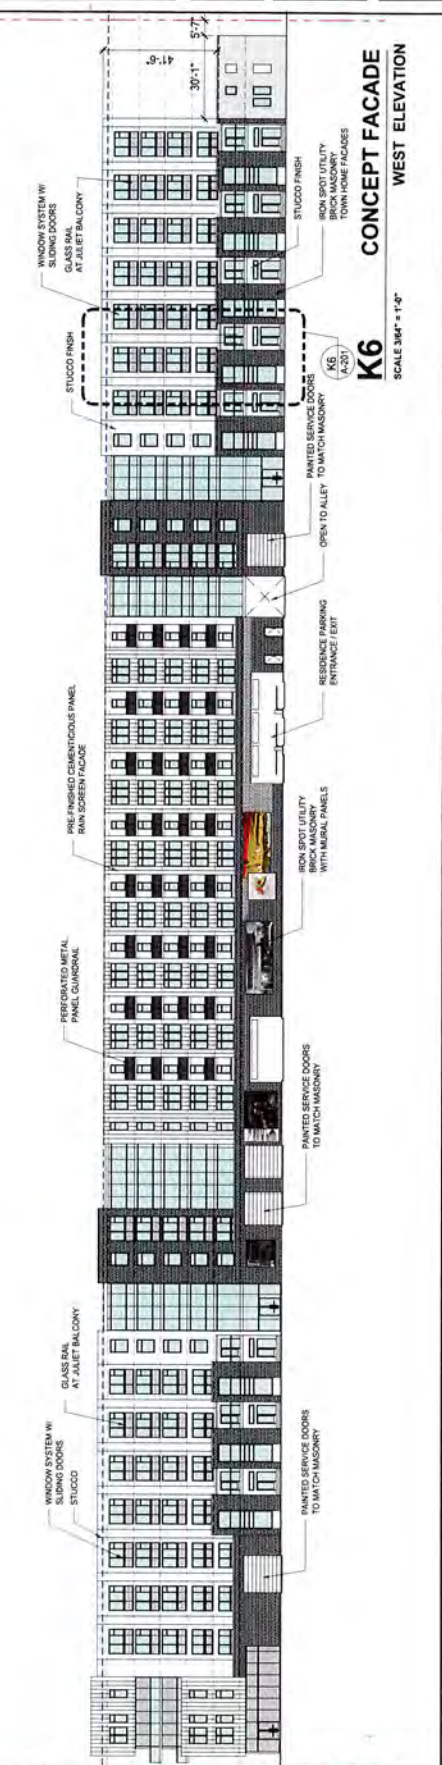 WINDOW SYSTEM W/
SLIDING DOORS
STUCCO
GLASS RAIL
AT JULIET BALCONY
PERFORATED METAL
PANEL GUARDRAIL
PRE-FINISHED CEMENTICIOUS PANEL
RAIN SCREEN FACADE
STUCCO FINISH
WINDOW SYSTEM W/
SLIDING DOORS
GLASS RAIL
AT JULIET BALCONY
41'-6"
30'-1"
5'-7"
PAINTED SERVICE DOORS
TO MATCH MASONRY
PAINTED SERVICE DOORS
TO MATCH MASONRY
IRON SPOT UTILITY
BRICK MASONRY
WITH MURAL PANELS
RESIDENCE PARKING
ENTRANCE / EXIT
OPEN TO ALLEY
PAINTED SERVICE DOORS
TO MATCH MASONRY
K6
A-201
STUCCO FINISH
IRON SPOT UTILITY
BRICK MASONRY
TOWN HOME FACADES
K6 CONCEPT FACADE
SCALE 3/64" = 1'-0" WEST ELEVATION